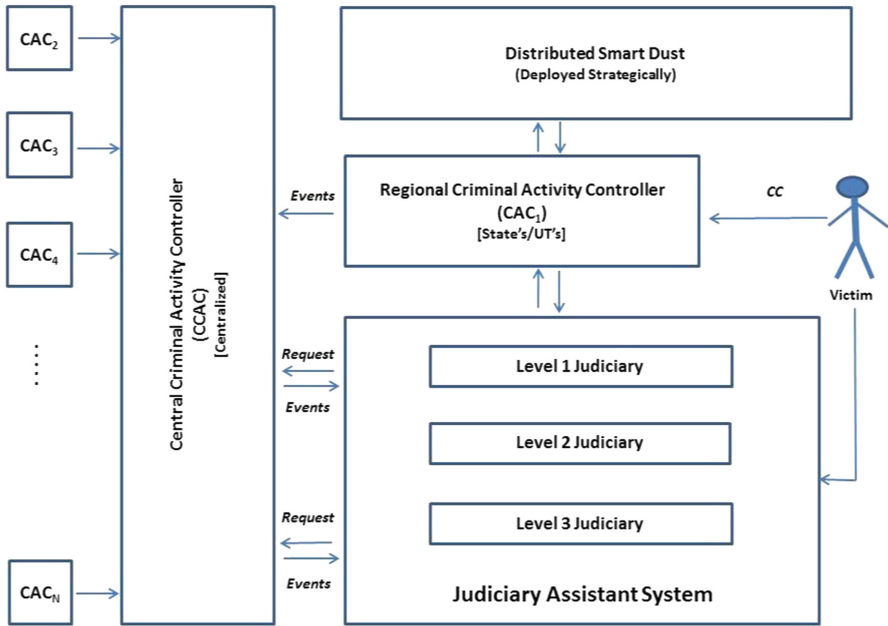 CAC2
CAC3
CAC4
.....
CACN
Central Criminal Activity Controller
(CCAC)
[Centralized]
Distributed Smart Dust
(Deployed Strategically)
Events
Regional Criminal Activity Controller
(CAC1)
[State's/UT's]
CC
Victim
Request
Events
Level 1 Judiciary
Level 2 Judiciary
Request
Events
Level 3 Judiciary
Judiciary Assistant System